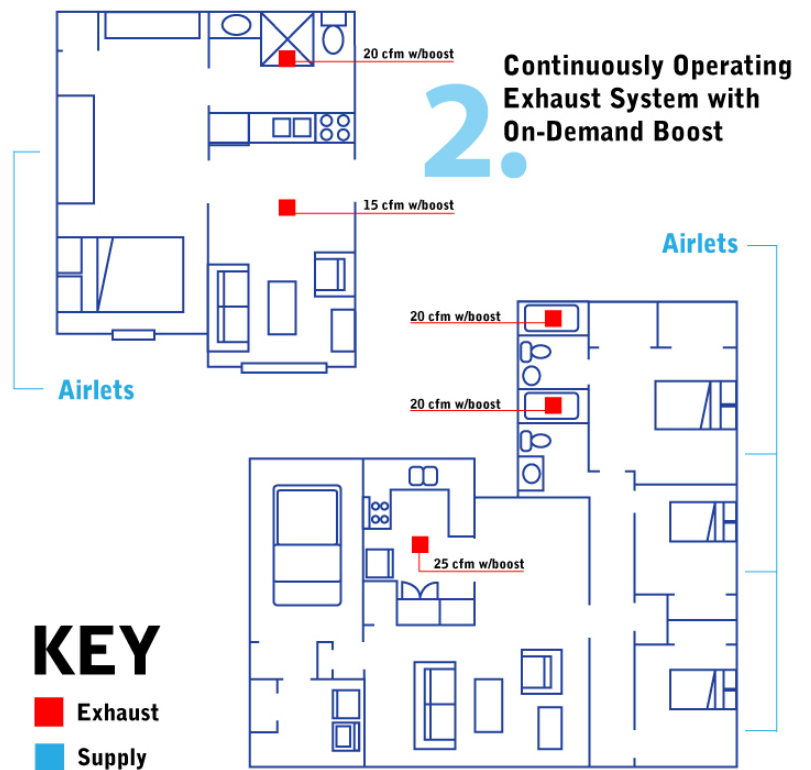 20 cfm w/boost
2.
Continuously Operating
Exhaust System with
On-Demand Boost
15 cfm w/boost
Airlets
Airlets
20 cfm w/boost
20 cfm w/boost
25 cfm w/boost
KEY
Exhaust
Supply